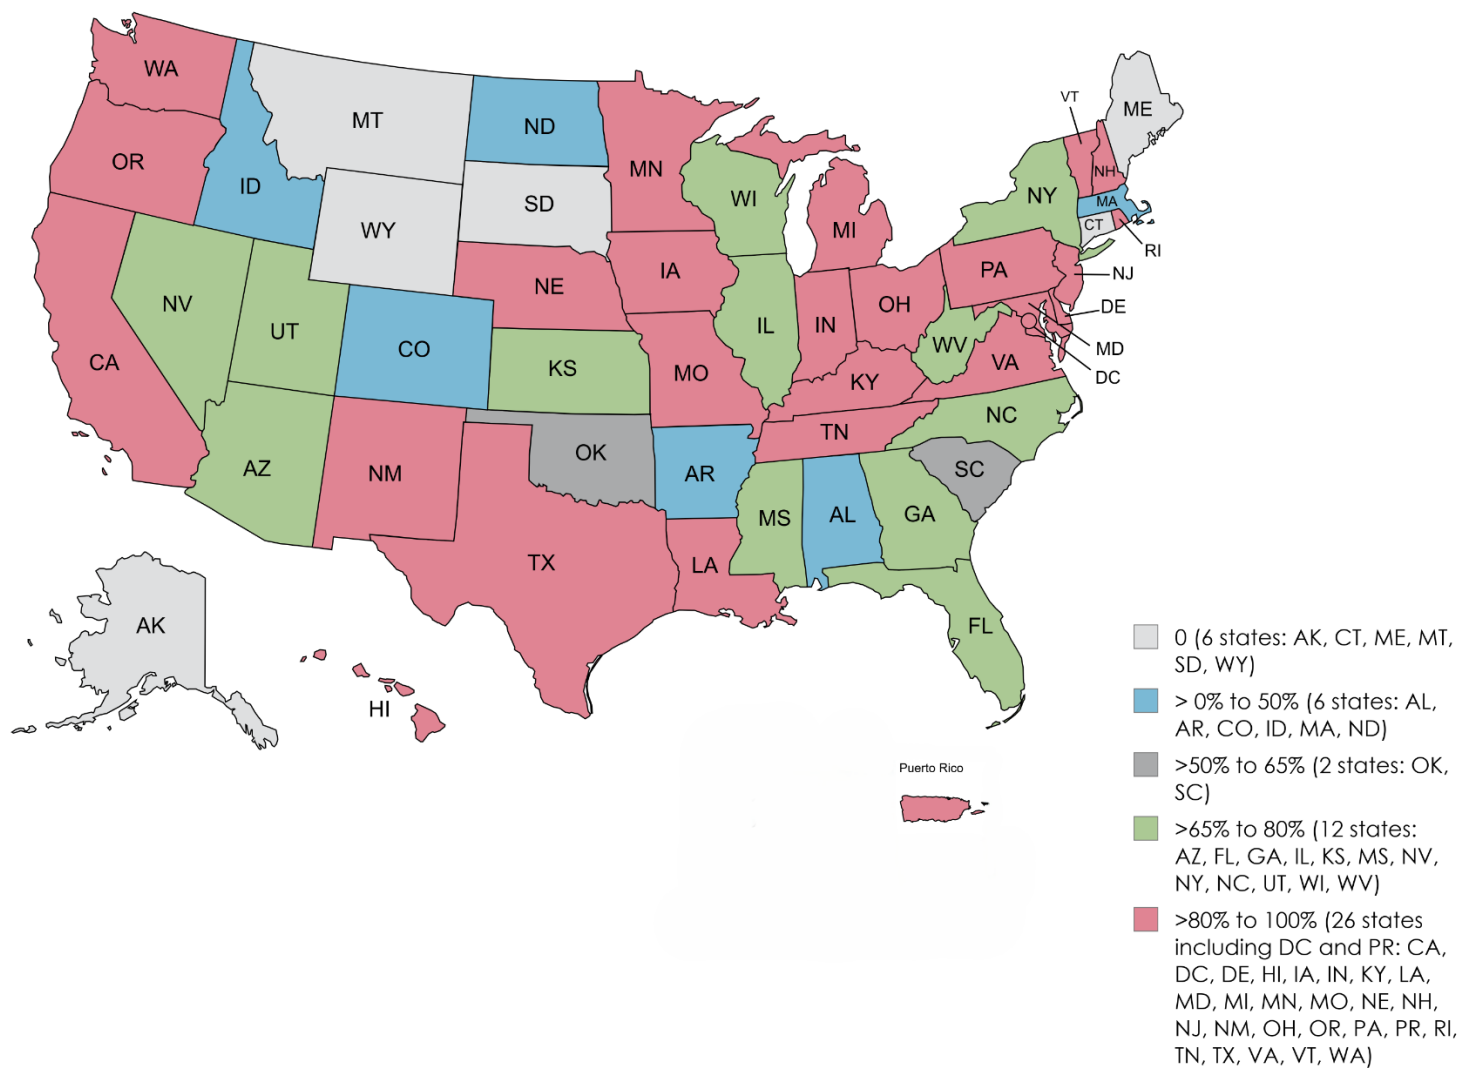 WA
MT
ND
MN
VT
ME
OR
ID
SD
WI
NY
NH
MA
WY
MI
CT
RI
IA
PA
NJ
NE
NV
OH
DE
UT
IL
IN
CO
WV
MD
CA
KS
MO
KY
VA
DC
NC
TN
AZ
NM
OK
AR
SC
MS
AL
GA
TX
LA
AK
FL
HI
Puerto Rico
0 (6 states: AK, CT, ME, MT,
SD, WY)
> 0% to 50% (6 states: AL,
AR, CO, ID, MA, ND)
>50% to 65% (2 states: OK,
SC)
>65% to 80% (12 states:
AZ, FL, GA, IL, KS, MS, NV,
NY, NC, UT, WI, WV)
>80% to 100% (26 states
including DC and PR: CA,
DC, DE, HI, IA, IN, KY, LA,
MD, MI, MN, MO, NE, NH,
NJ, NM, OH, OR, PA, PR, RI,
TN, TX, VA, VT, WA)